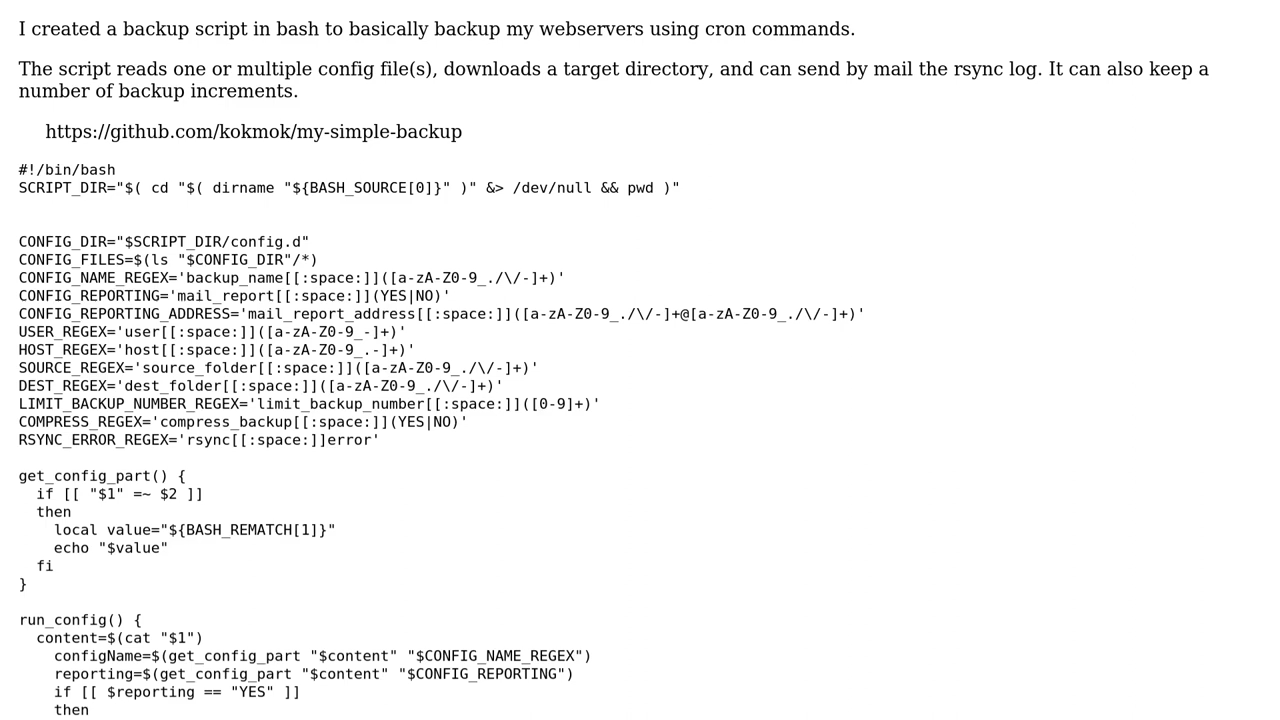 I created a backup script in bash to basically backup my webservers using cron commands.
The script reads one or multiple config file(s), downloads a target directory, and can send by mail the rsync log. It can also keep a
number of backup increments.
https://github.com/kokmok/my-simple-backup
#!/bin/bash
SCRIPT_DIR="$( cd "$( dirname "${BASH_SOURCE[0]}" )" &> /dev/null && pwd )"
CONFIG_DIR="$SCRIPT_DIR/config.d"
CONFIG_FILES=$(ls "$CONFIG_DIR"/*)
CONFIG_NAME_REGEX='backup_name[[:space:]]([a-zA-Z0-9_./\/-]+)'
CONFIG_REPORTING='mail_report[[:space:]](YES|NO)'
CONFIG_REPORTING_ADDRESS='mail_report_address[[:space:]]([a-zA-Z0-9_./\/-]+@[a-zA-Z0-9_./\/-]+)'
USER_REGEX='user[[:space:]]([a-zA-Z0-9_-]+)'
HOST_REGEX='host[[:space:]]([a-zA-Z0-9_.-]+)'
SOURCE_REGEX='source_folder[[:space:]]([a-zA-Z0-9_./\/-]+)'
DEST_REGEX='dest_folder[[:space:]]([a-zA-Z0-9_./\/-]+)'
LIMIT_BACKUP_NUMBER_REGEX='limit_backup_number[[:space:]]([0-9]+)'
COMPRESS_REGEX='compress_backup[[:space:]](YES|NO)'
RSYNC_ERROR_REGEX='rsync[[:space:]]error'
get_config_part() {
  if [[ "$1" =~ $2 ]]
  then
    local value="${BASH_REMATCH[1]}"
    echo "$value"
  fi
}
run_config() {
  content=$(cat "$1")
    configName=$(get_config_part "$content" "$CONFIG_NAME_REGEX")
    reporting=$(get_config_part "$content" "$CONFIG_REPORTING")
    if [[ $reporting == "YES" ]]
    then